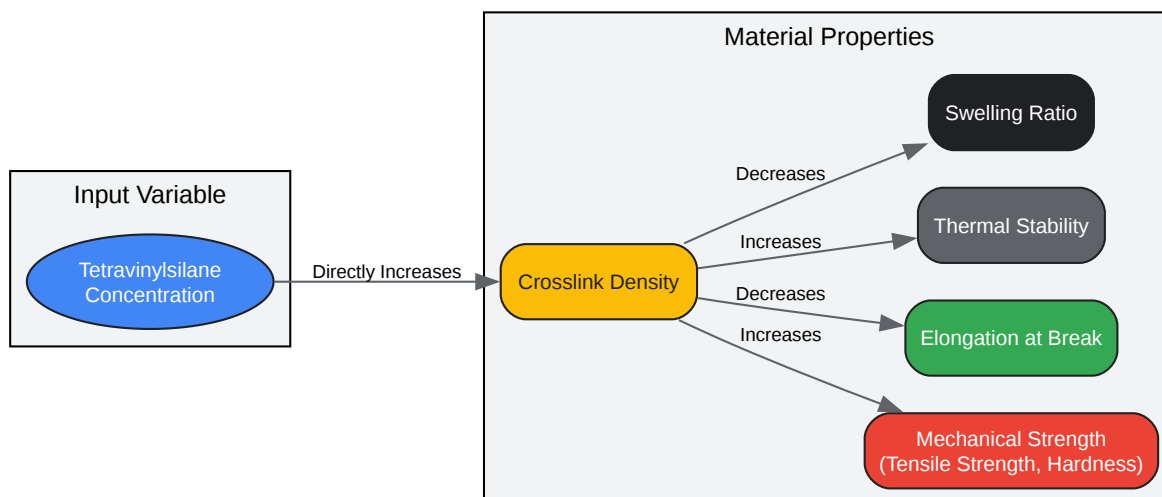 Material Properties
Swelling Ratio
Decreases
Input Variable
Thermal Stability
Increases
Tetravinylsilane
Concentration
Directly Increases
Crosslink Density
Decreases
Elongation at Break
Increases
Mechanical Strength
(Tensile Strength, Hardness)